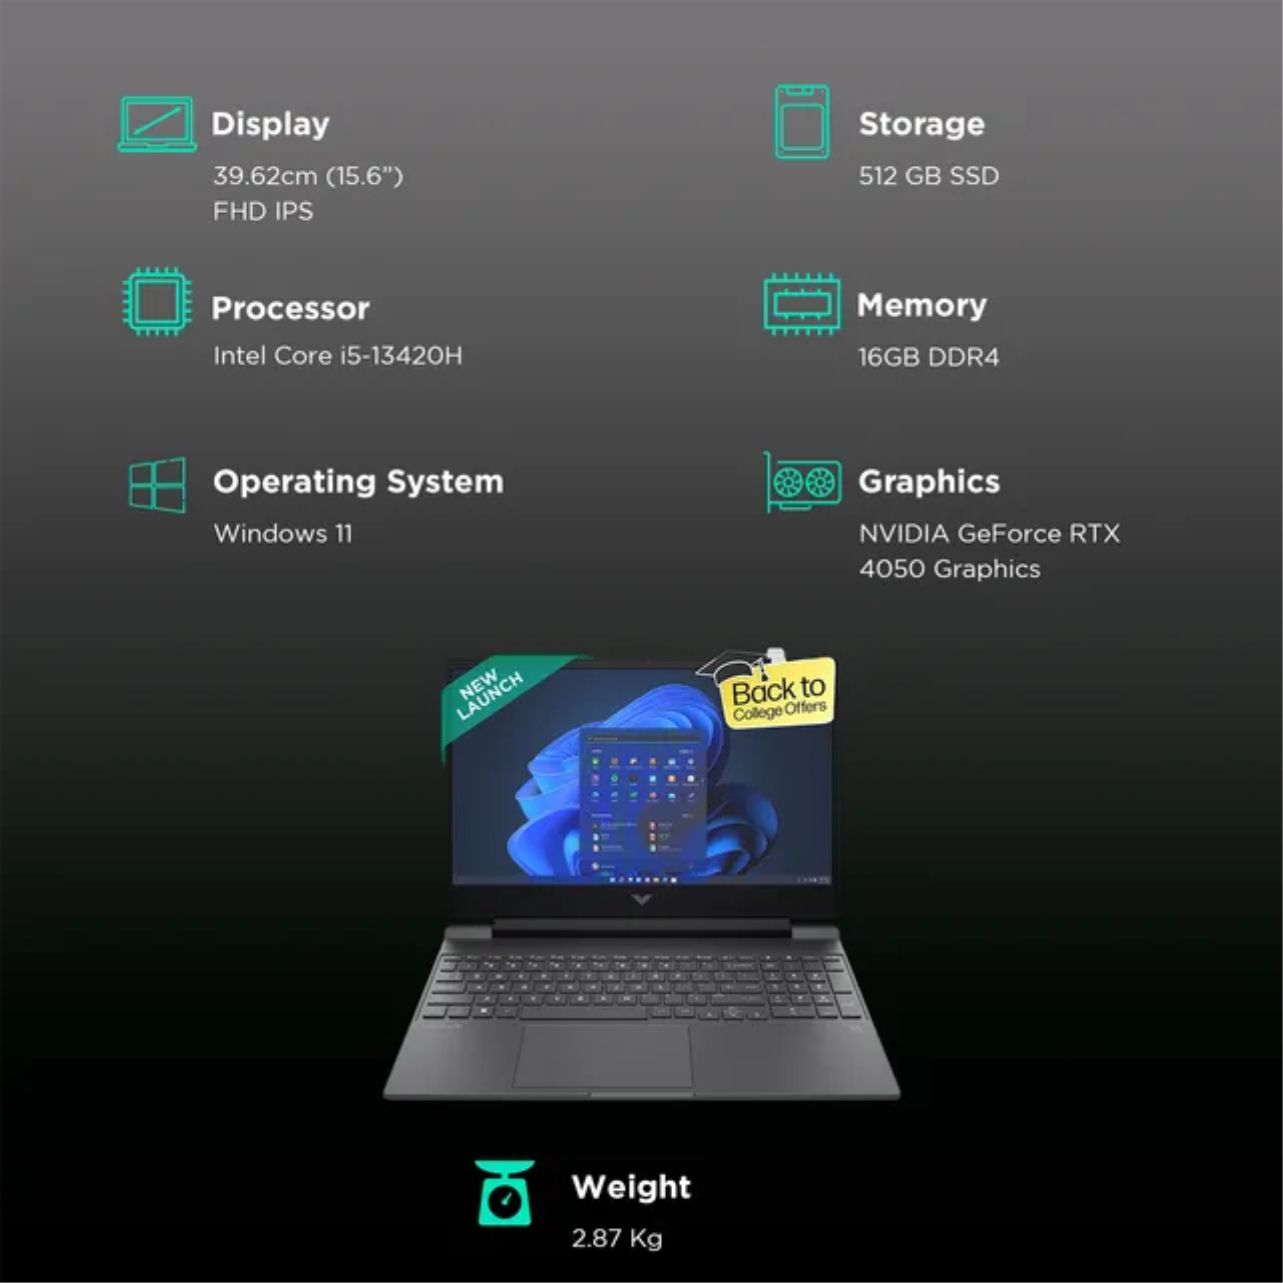 Display
39.62cm (15.6”)
FHD IPS
Storage
512 GB SSD
Processor
Intel Core i5-13420H
Memory
16GB DDR4
Operating System
Windows 11
Graphics
NVIDIA GeForce RTX
4050 Graphics
NEW
LAUNCH
Back to
College Offers
Weight
2.87 Kg